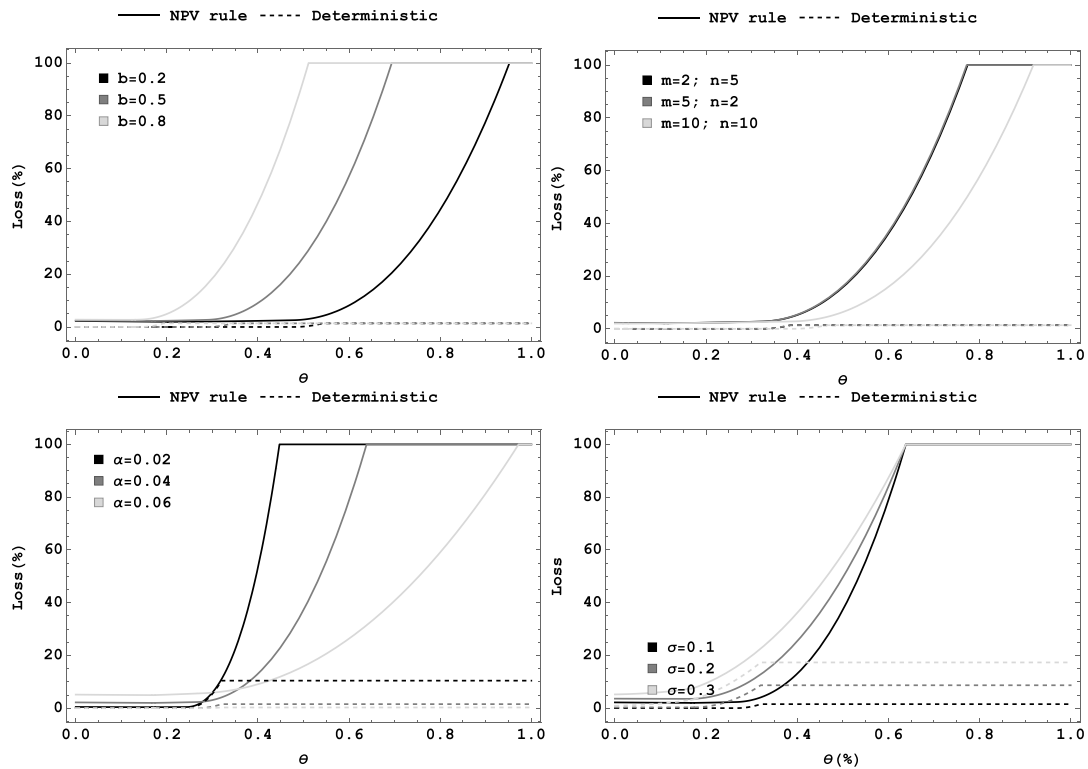 NPV rule Deterministic
b=0.2
b=0.5
b=0.8
Loss(%)
100
80
60
40
20
0
0.0 0.2 0.4 0.6 0.8 1.0
θ
NPV rule Deterministic
m=2; n=5
m=5; n=2
m=10; n=10
Loss(%)
100
80
60
40
20
0
0.0 0.2 0.4 0.6 0.8 1.0
θ
NPV rule Deterministic
α=0.02
α=0.04
α=0.06
Loss(%)
100
80
60
40
20
0
0.0 0.2 0.4 0.6 0.8 1.0
θ
NPV rule Deterministic
σ=0.1
σ=0.2
σ=0.3
Loss
100
80
60
40
20
0
0.0 0.2 0.4 0.6 0.8 1.0
θ(%)